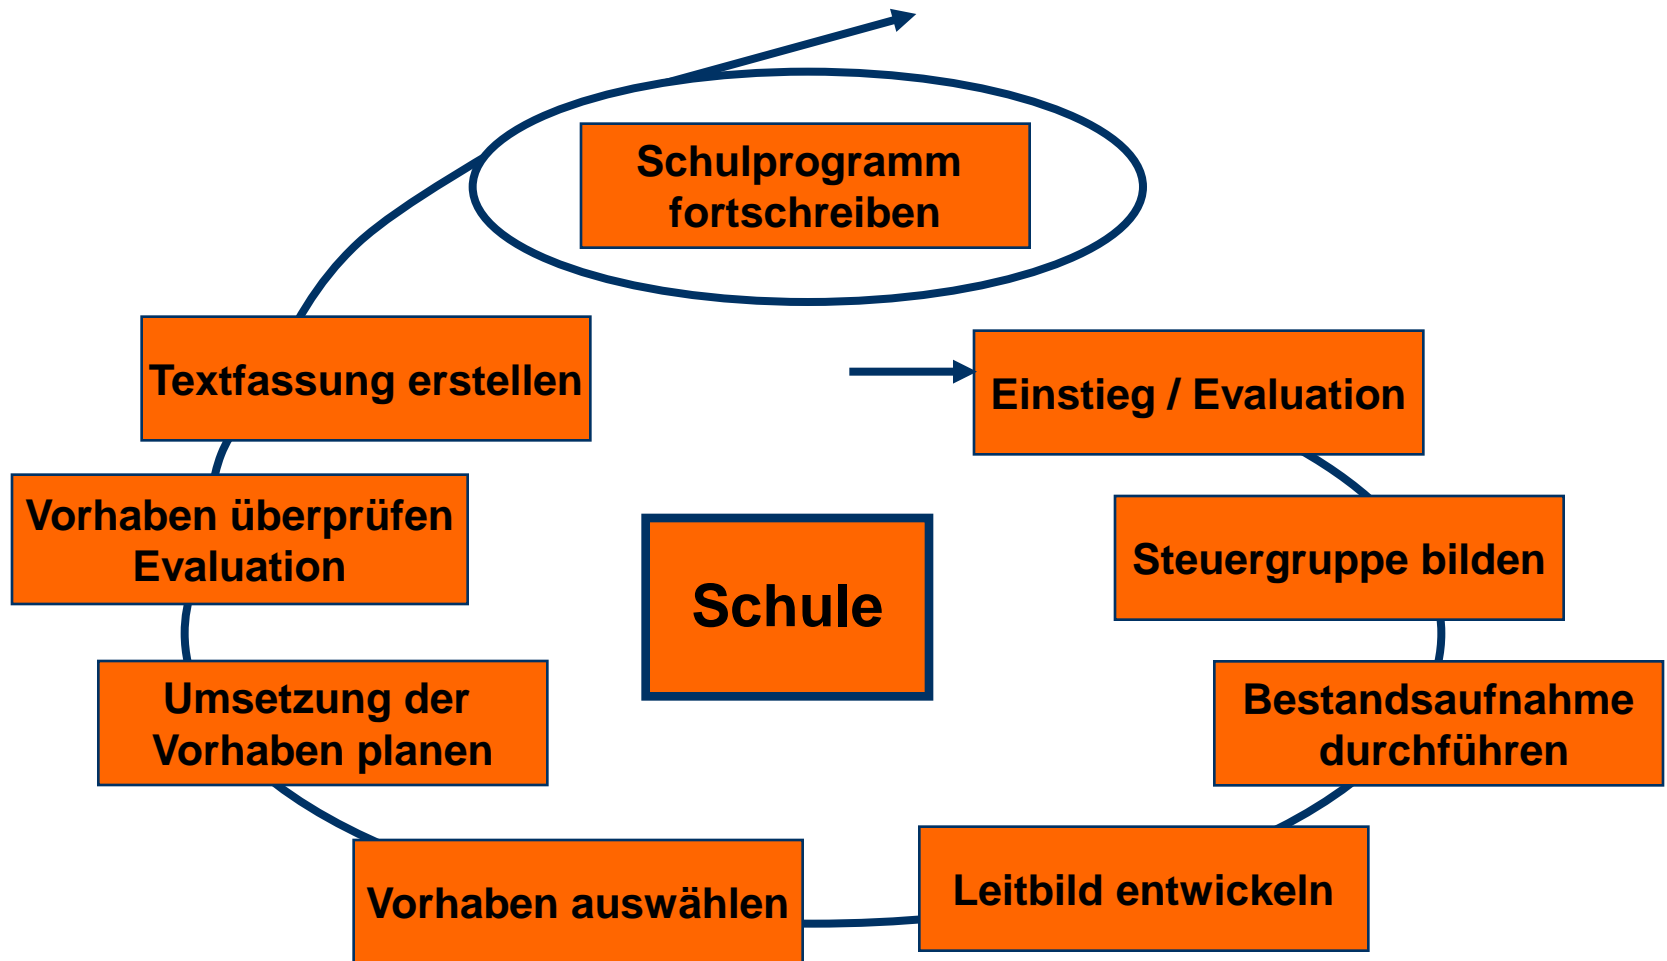 Schulprogramm
fortschreiben
Textfassung erstellen
Einstieg / Evaluation
Vorhaben überprüfen
Evaluation
Schule
Steuergruppe bilden
Umsetzung der
Vorhaben planen
Bestandsaufnahme
durchführen
Vorhaben auswählen
Leitbild entwickeln